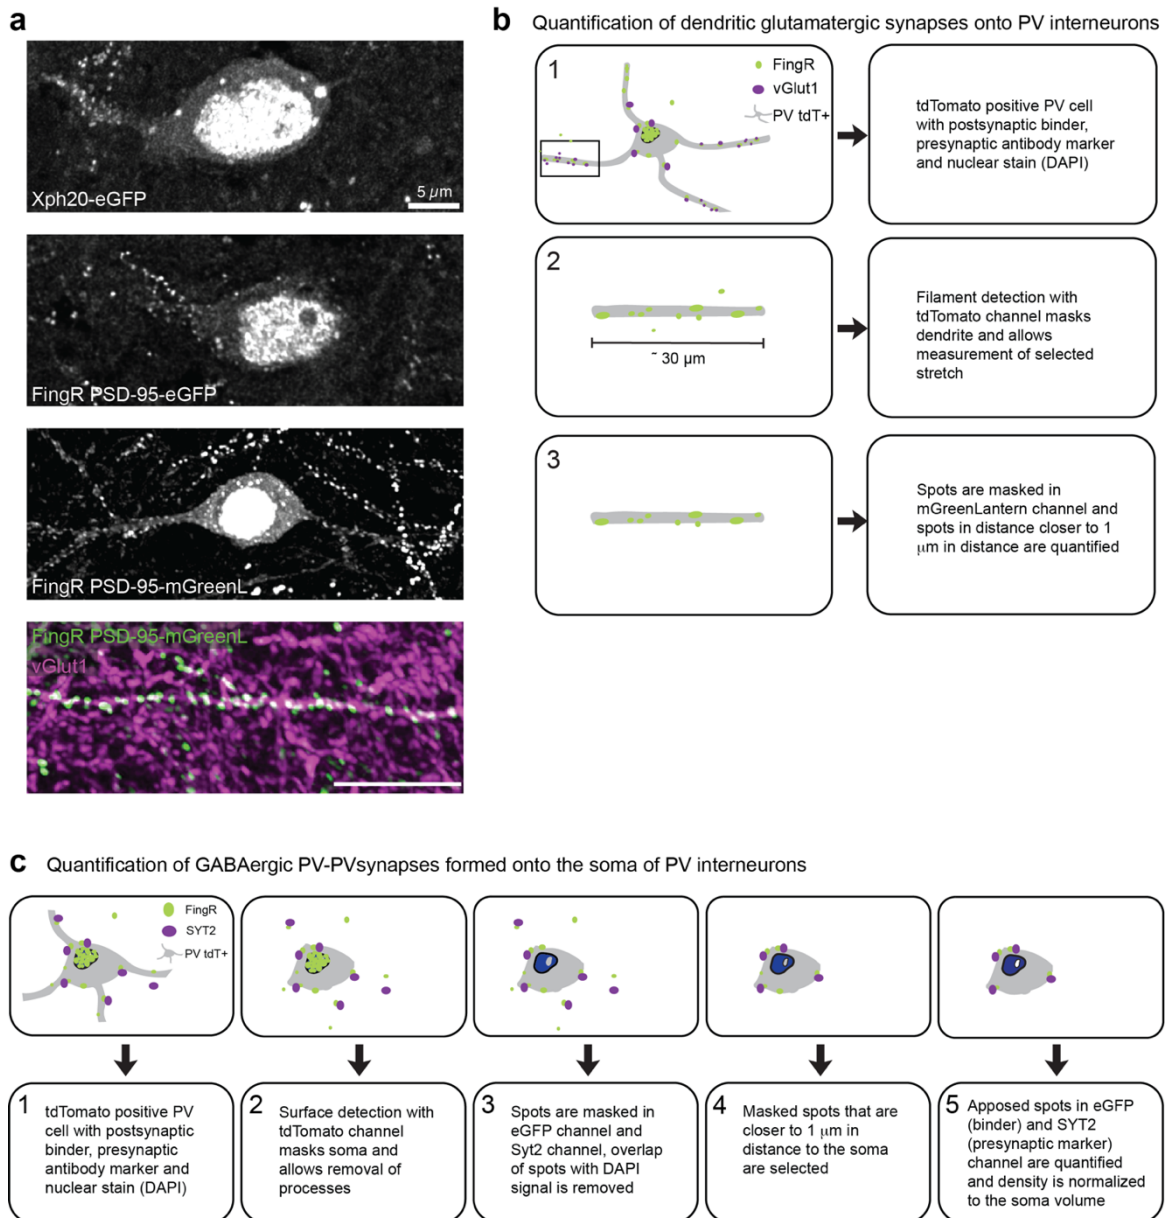 a
Xph20-eGFP
5 µm
FingR PSD-95-eGFP
FingR PSD-95-mGreenL
FingR PSD-95-mGreenL
vGlut1
b Quantification of dendritic glutamatergic synapses onto PV interneurons
1
FingR
vGlut1
PV tdT+
tdTomato positive PV cell
with postsynaptic binder,
presynaptic antibody marker
and nuclear stain (DAPI)
2
~ 30 µm
Filament detection with
tdTomato channel masks
dendrite and allows
measurement of selected
stretch
3
Spots are masked in
mGreenLantern channel and
spots in distance closer to 1
µm in distance are quantified
c Quantification of GABAergic PV-PVsynapses formed onto the soma of PV interneurons
FingR
SYT2
PV tdT+
1 tdTomato positive PV
cell with postsynaptic
binder, presynaptic
antibody marker and
nuclear stain (DAPI)
2 Surface detection with
tdTomato channel
masks soma and
allows removal of
processes
3 Spots are masked in
eGFP channel and
Syt2 channel, overlap
of spots with DAPI
signal is removed
4 Masked spots that are
closer to 1 µm in
distance to the soma
are selected
5 Apposed spots in eGFP
(binder) and SYT2
(presynaptic marker)
channel are quantified
and density is normalized
to the soma volume